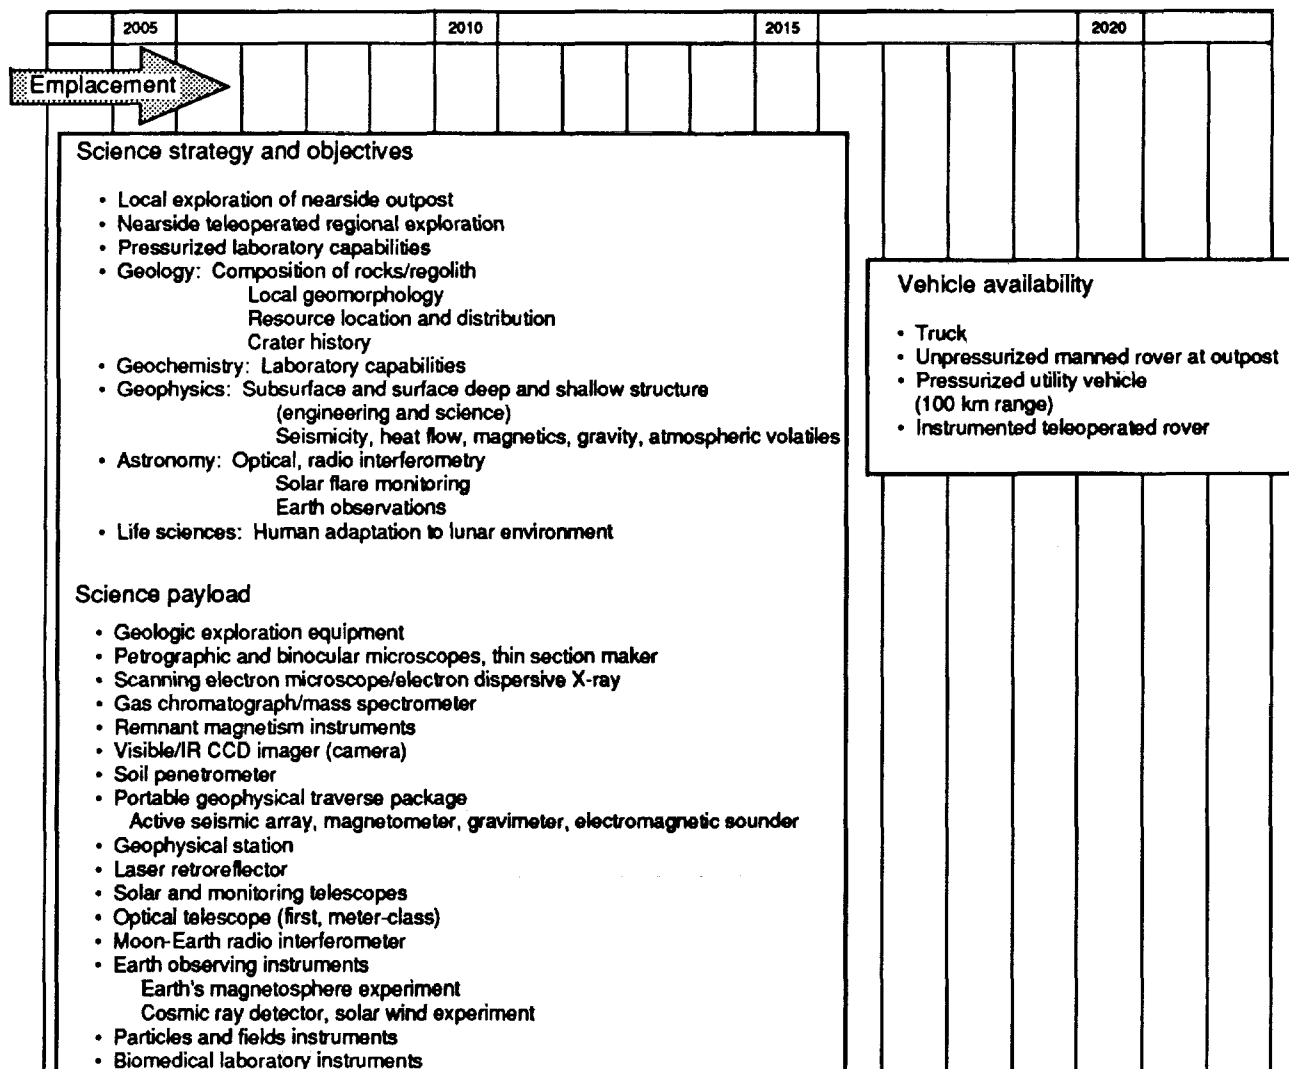 2005 2010 2015 2020
Emplacement
Science strategy and objectives
• Local exploration of nearside outpost
• Nearside teleoperated regional exploration
• Pressurized laboratory capabilities
• Geology: Composition of rocks/regolith
Local geomorphology
Resource location and distribution
Crater history
• Geochemistry: Laboratory capabilities
• Geophysics: Subsurface and surface deep and shallow structure
(engineering and science)
Seismicity, heat flow, magnetics, gravity, atmospheric volatiles
• Astronomy: Optical, radio interferometry
Solar flare monitoring
Earth observations
• Life sciences: Human adaptation to lunar environment
Science payload
• Geologic exploration equipment
• Petrographic and binocular microscopes, thin section maker
• Scanning electron microscope/electron dispersive X-ray
• Gas chromatograph/mass spectrometer
• Remnant magnetism instruments
• Visible/IR CCD imager (camera)
• Soil penetrometer
• Portable geophysical traverse package
Active seismic array, magnetometer, gravimeter, electromagnetic sounder
• Geophysical station
• Laser retroreflector
• Solar and monitoring telescopes
• Optical telescope (first, meter-class)
• Moon-Earth radio interferometer
• Earth observing instruments
Earth's magnetosphere experiment
Cosmic ray detector, solar wind experiment
• Particles and fields instruments
• Biomedical laboratory instruments
Vehicle availability
• Truck
• Unpressurized manned rover at outpost
• Pressurized utility vehicle
(100 km range)
• Instrumented teleoperated rover